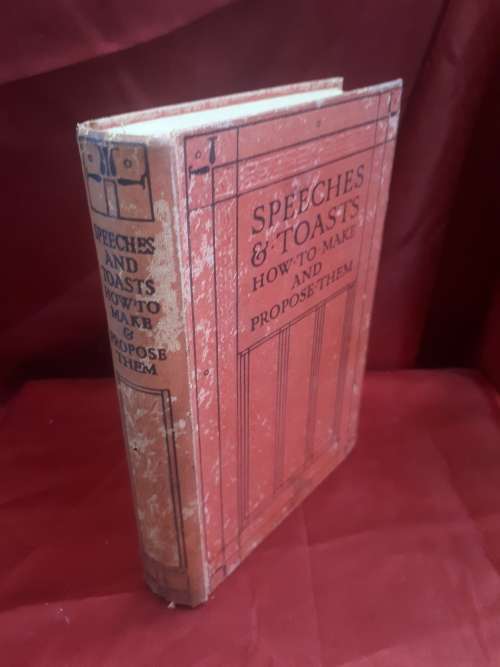 SPEECHES
AND
TOASTS
HOW·TO
MAKE
&
PROPOSE
THEM
SPEECHES
&·TOASTS
HOW·TO MAKE
AND
PROPOSE·THEM